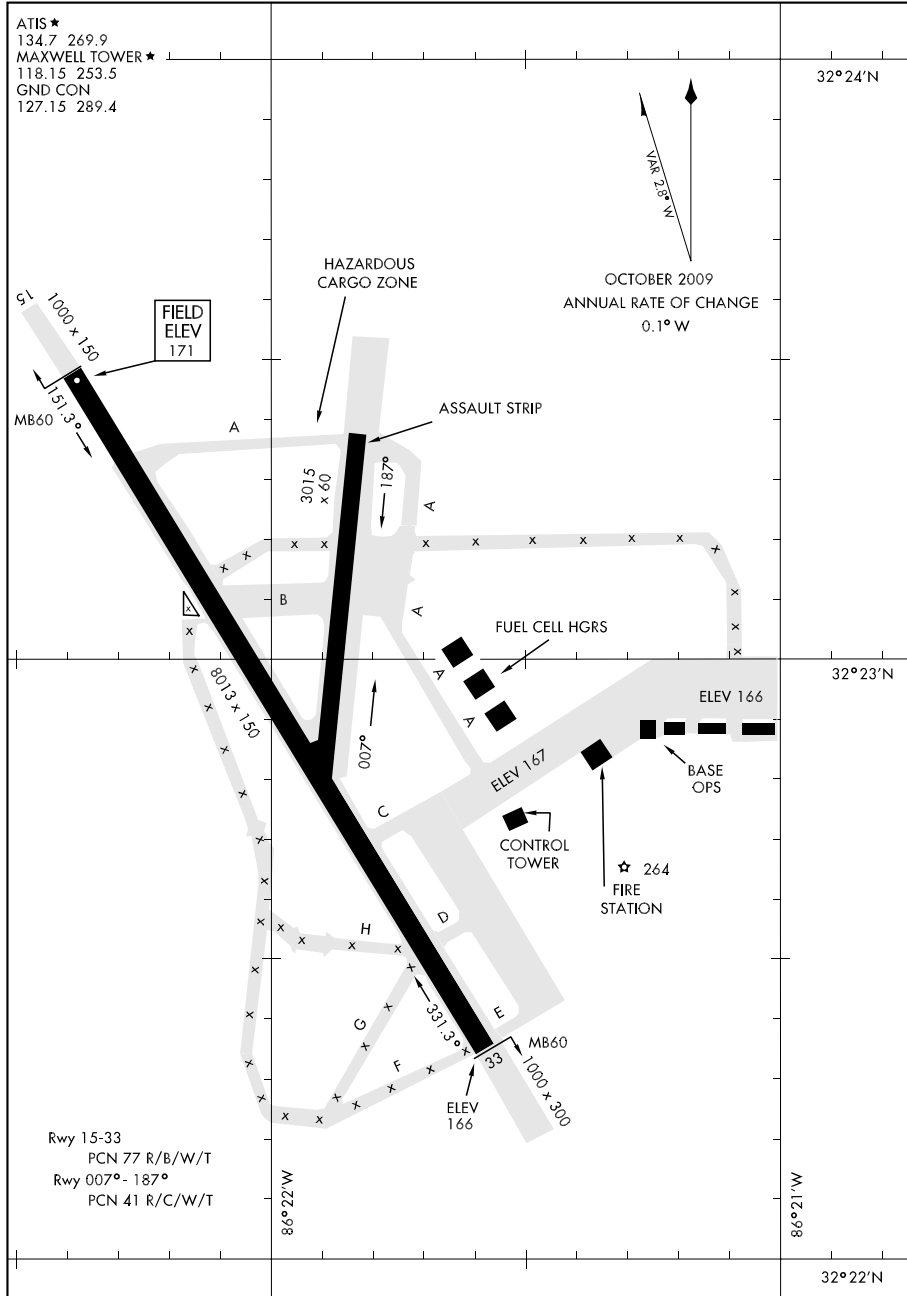 ATIS ★
134.7 269.9
MAXWELL TOWER ★
118.15 253.5
GND CON
127.15 289.4
32°24'N
VAR 2.8° W
OCTOBER 2009
ANNUAL RATE OF CHANGE
0.1° W
HAZARDOUS
CARGO ZONE
15
1000 x 150
FIELD
ELEV
171
MB60
151.3°
A
ASSAULT STRIP
3015
x 60
187°
A
x x x x x x x x x x x x
B
x
A
FUEL CELL HGRS
A
A
32°23'N
ELEV 166
8013 x 150
007°
ELEV 167
BASE
OPS
C
CONTROL
TOWER
264
FIRE
STATION
D
H
G
331.3°
E
F
33
MB60
1000 x 300
ELEV
166
Rwy 15-33
PCN 77 R/B/W/T
Rwy 007°- 187°
PCN 41 R/C/W/T
86°22'W
86°21'W
32°22'N